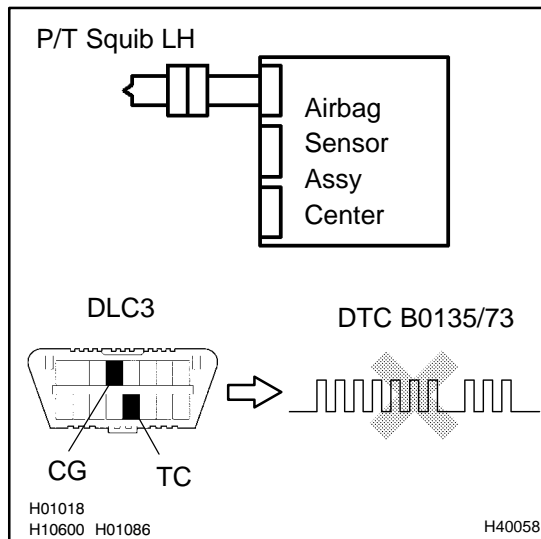 P/T Squib LH
Airbag
Sensor
Assy
Center
DLC3
DTC B0135/73
CG
TC
H01018
H10600 H01086
H40058